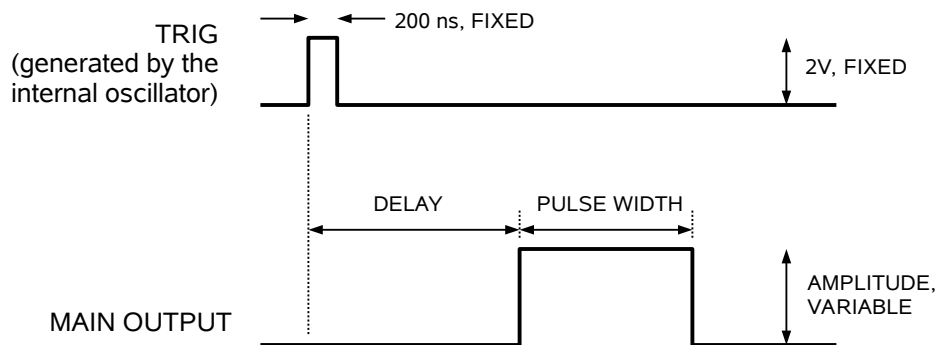 200 ns, FIXED
TRIG
(generated by the
internal oscillator)
2V, FIXED
DELAY
PULSE WIDTH
AMPLITUDE,
VARIABLE
MAIN OUTPUT